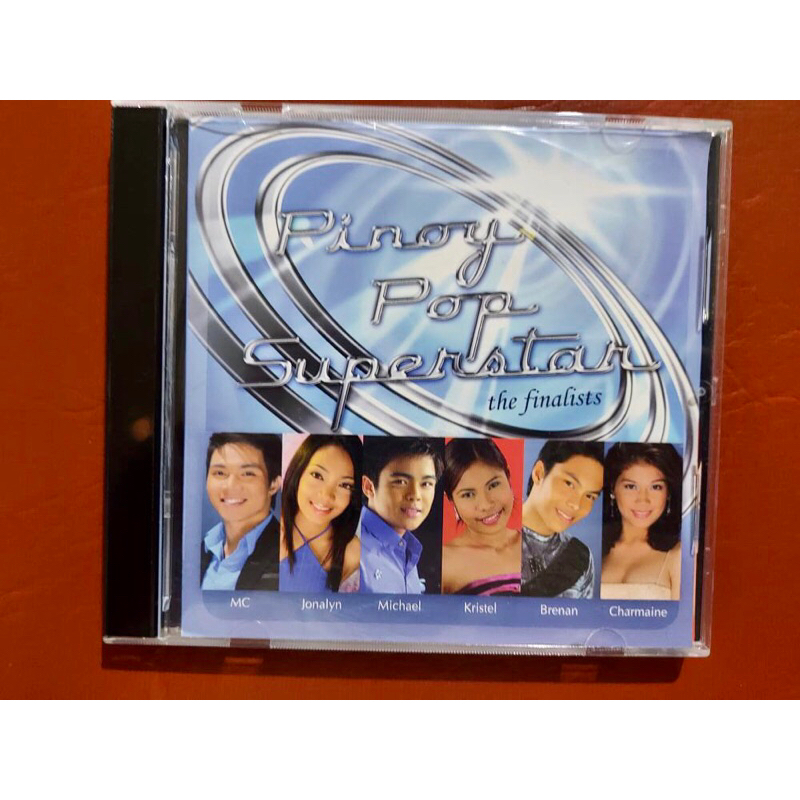 Pinoy
Pop
Superstar
the finalists
MC Jonalyn Michael Kristel Brenan Charmaine